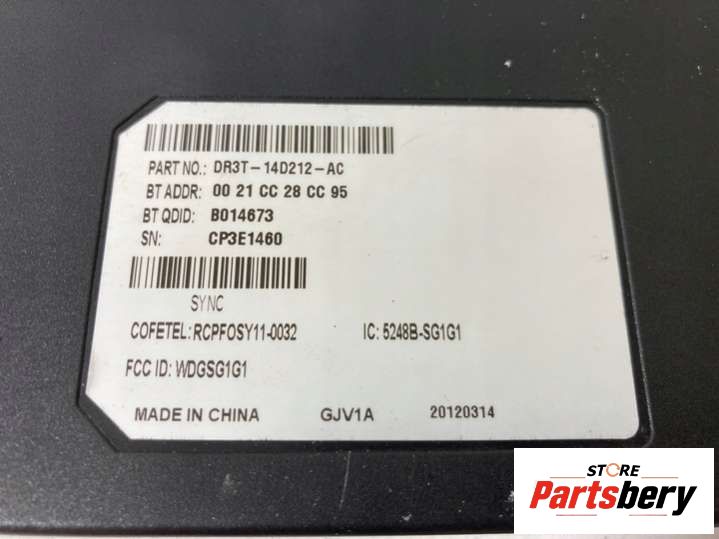 PART NO.: DR3T-14D212-AC
BT ADDR: 00 21 CC 28 CC 95
BT QDID: B014673
SN: CP3E1460
SYNC
COFETEL: RCPFOSY11-0032 IC: 5248B-SG1G1
FCC ID: WDGSG1G1
MADE IN CHINA GJV1A 20120314
STORE
Partsbery